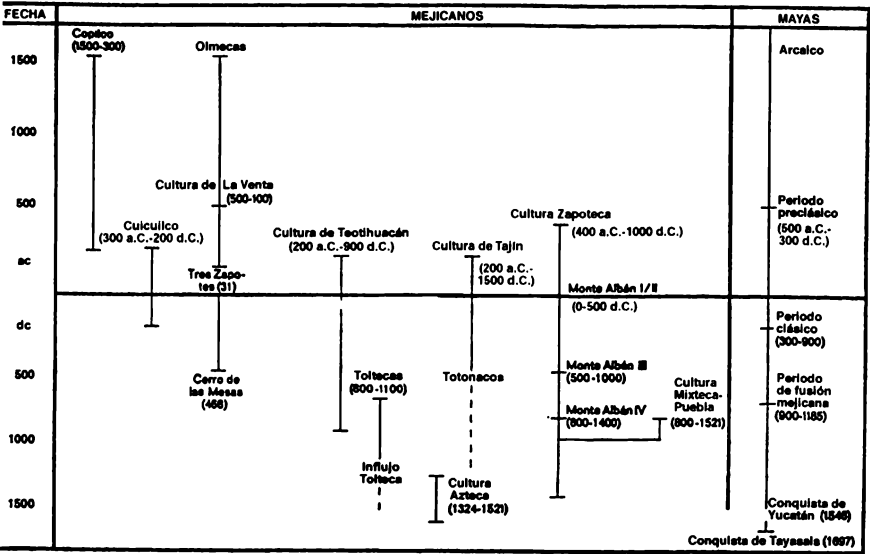 FECHA
MEJICANOS
MAYAS
1500
1000
500
ac
dc
500
1000
1500
Copilco
(1500-300)
Olmecas
Cultura de La Venta
(500-100)
Cuicuilco
(300 a.C.-200 d.C.)
Tres Zapo-
tes (31)
Cerro de
las Mesas
(468)
Cultura de Teotihuacán
(200 a.C.-900 d.C.)
Toltecas
(800-1100)
Influjo
Tolteca
Cultura de Tajín
(200 a.C.-
1500 d.C.)
Totonacos
Cultura
Azteca
(1324-1521)
Cultura Zapoteca
(400 a.C.-1000 d.C.)
Monte Albán I/II
(0-500 d.C.)
Monte Albán III
(500-1000)
Monte Albán IV
(800-1400)
Cultura
Mixteca-
Puebla
(800-1521)
Arcaico
Periodo
preclásico
(500 a.C.-
300 d.C.)
Periodo
clásico
(300-900)
Periodo
de fusión
mejicana
(900-1185)
Conquista de
Yucatán (1546)
Conquista de Tayasais (1697)